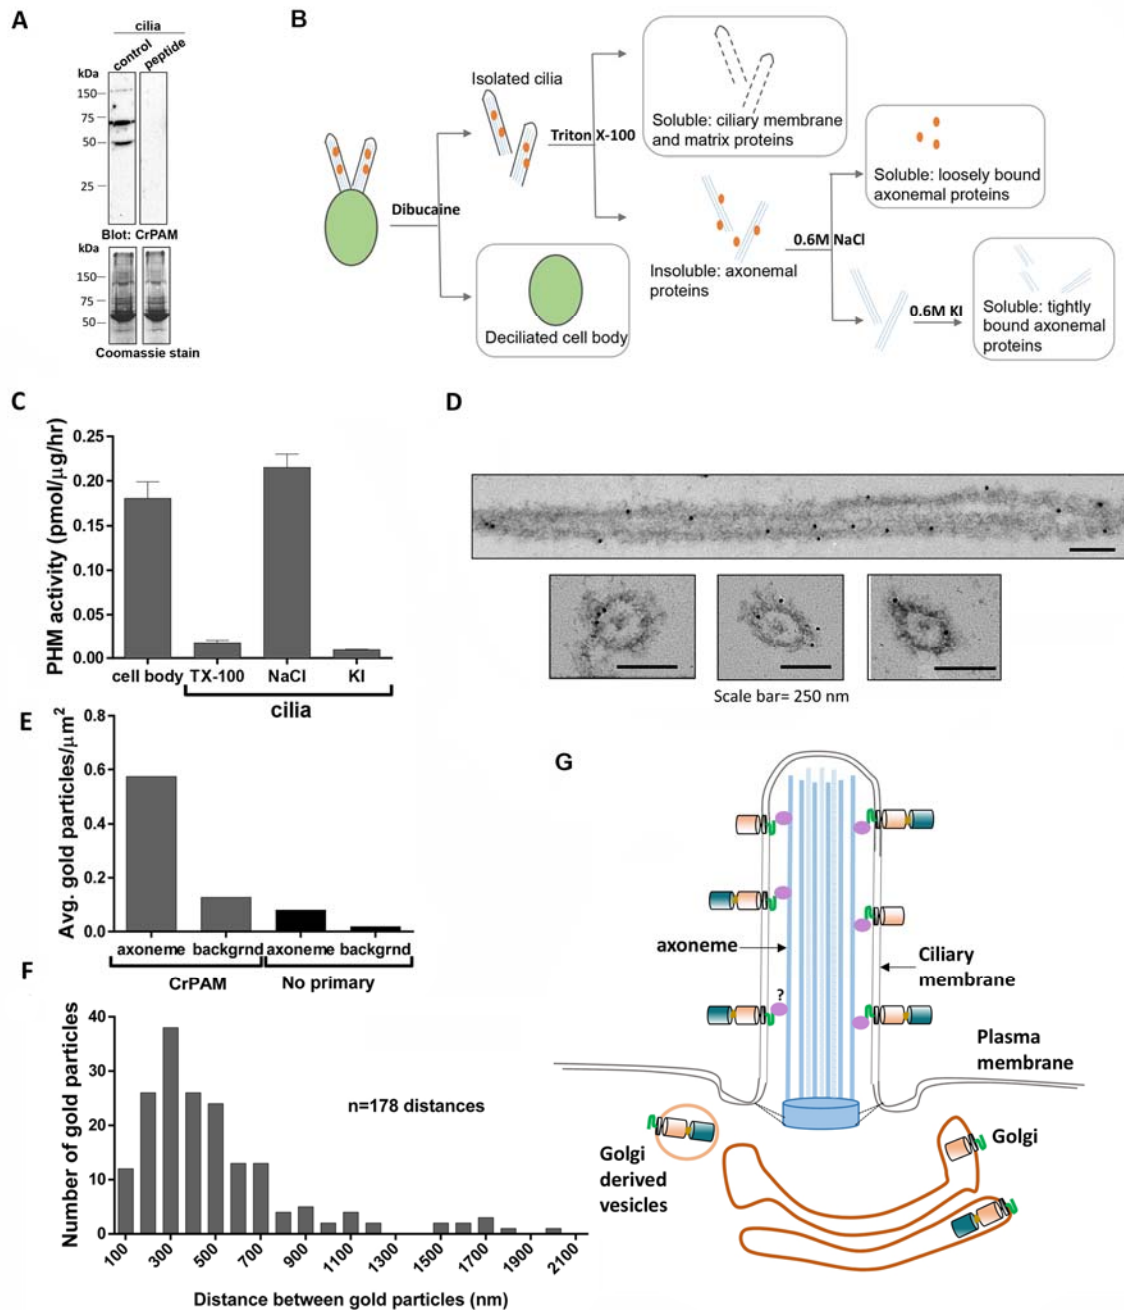 A
cilia
control
peptide
kDa
150
75
50
25
Blot: CrPAM
kDa
150
75
50
Coomassie stain
B
Isolated cilia
Dibucaine
Triton X-100
Soluble: ciliary membrane
and matrix proteins
Deciliated cell body
Insoluble: axonemal
proteins
0.6M NaCl
Soluble: loosely bound
axonemal proteins
0.6M KI
Soluble: tightly
bound axonemal
proteins
C
PHM activity (pmol/µg/hr)
0.25
0.20
0.15
0.10
0.05
0.00
cell body TX-100 NaCl KI
cilia
D
Scale bar= 250 nm
E
Avg. gold particles/µm²
0.8
0.6
0.4
0.2
0.0
axoneme backgrnd axoneme backgrnd
CrPAM No primary
F
Number of gold particles
40
30
20
10
0
n=178 distances
100 300 500 700 900 1100 1300 1500 1700 1900 2100
Distance between gold particles (nm)
G
axoneme
Ciliary
membrane
?
Plasma
membrane
Golgi
derived
vesicles
Golgi